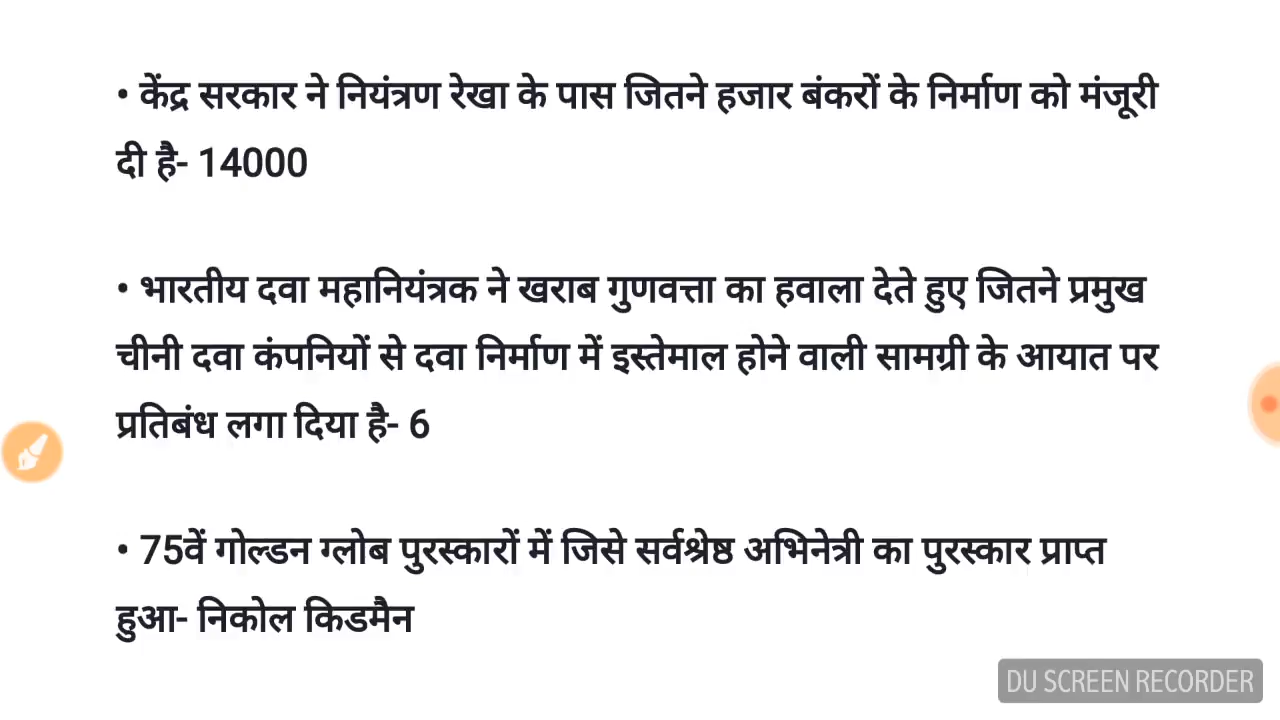 • केंद्र सरकार ने नियंत्रण रेखा के पास जितने हजार बंकरों के निर्माण को मंजूरी
दी है- 14000
• भारतीय दवा महानियंत्रक ने खराब गुणवत्ता का हवाला देते हुए जितने प्रमुख
चीनी दवा कंपनियों से दवा निर्माण में इस्तेमाल होने वाली सामग्री के आयात पर
प्रतिबंध लगा दिया है- 6
• 75वें गोल्डन ग्लोब पुरस्कारों में जिसे सर्वश्रेष्ठ अभिनेत्री का पुरस्कार प्राप्त
हुआ- निकोल किडमैन
DU SCREEN RECORDER